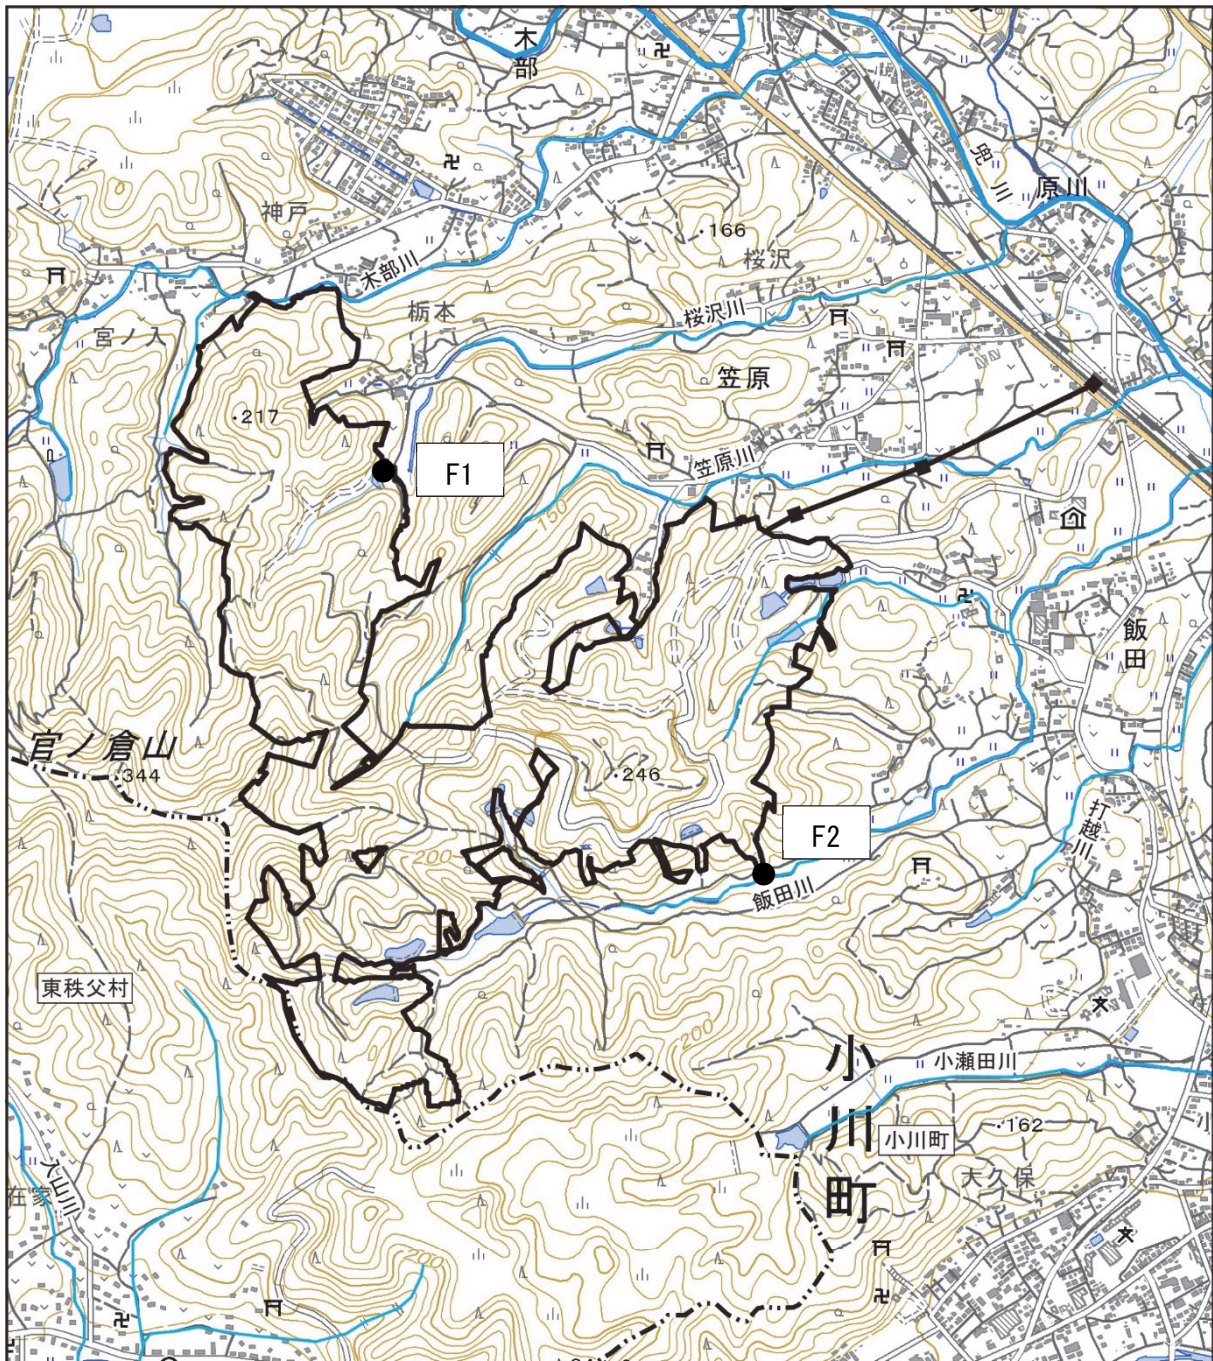 木部
兜川
原川
神戸
166
桜沢
木部川
栃本
桜沢川
宮ノ入
笠原
217
F1
笠原川
150
飯田
官ノ倉山
344
246
F2
打越川
200
飯田川
東秩父村
200
小川町
小瀬田川
小川町
162
大久保
入山川
在家
200